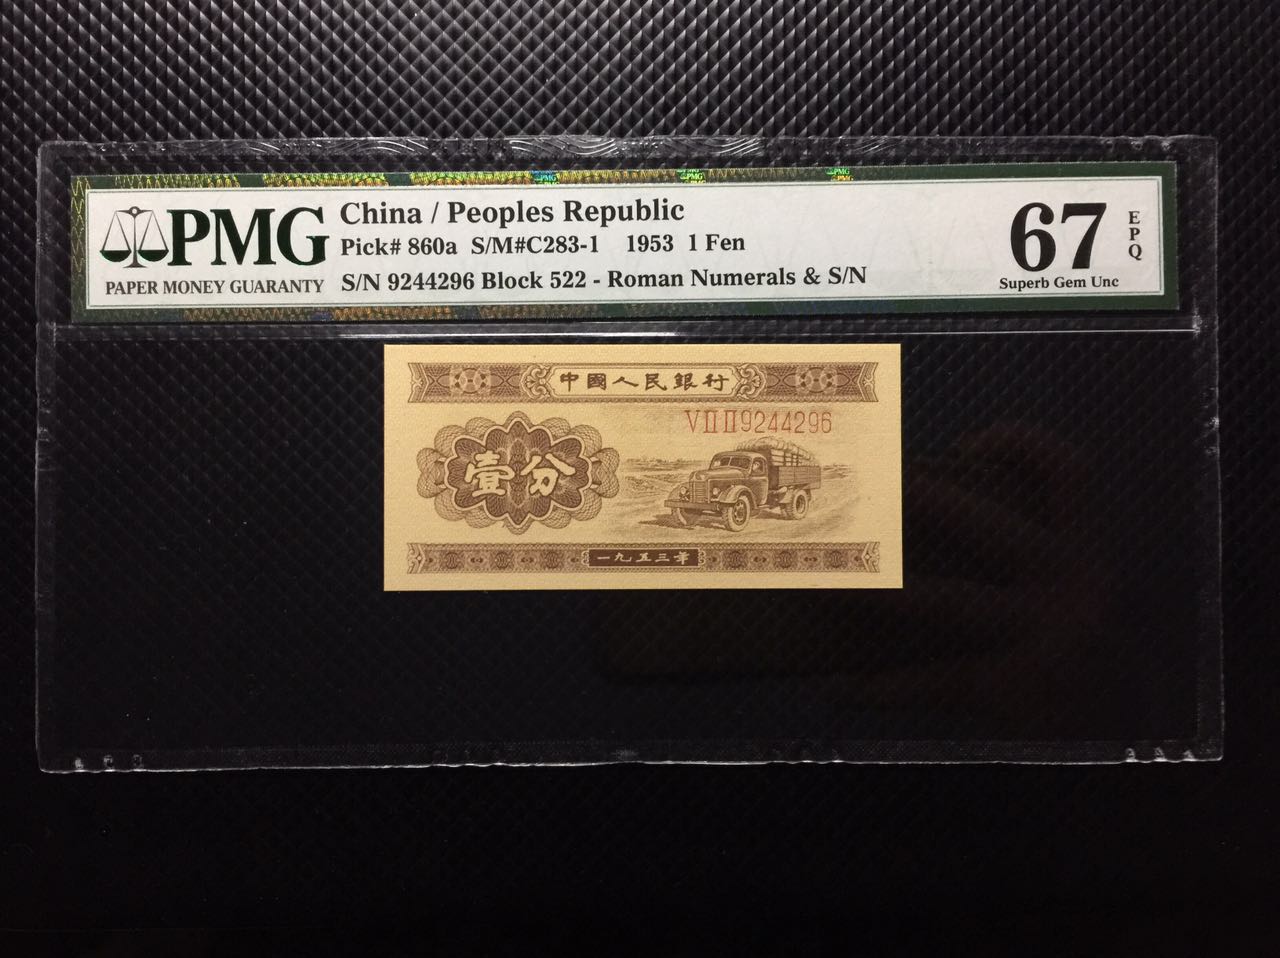 PMG
PAPER MONEY GUARANTY
China / Peoples Republic
Pick# 860a S/M#C283-1 1953 1 Fen
S/N 9244296 Block 522 - Roman Numerals & S/N
67
EPQ
Superb Gem Unc
中國人民銀行
VⅡⅡ9244296
壹分
一九五三年